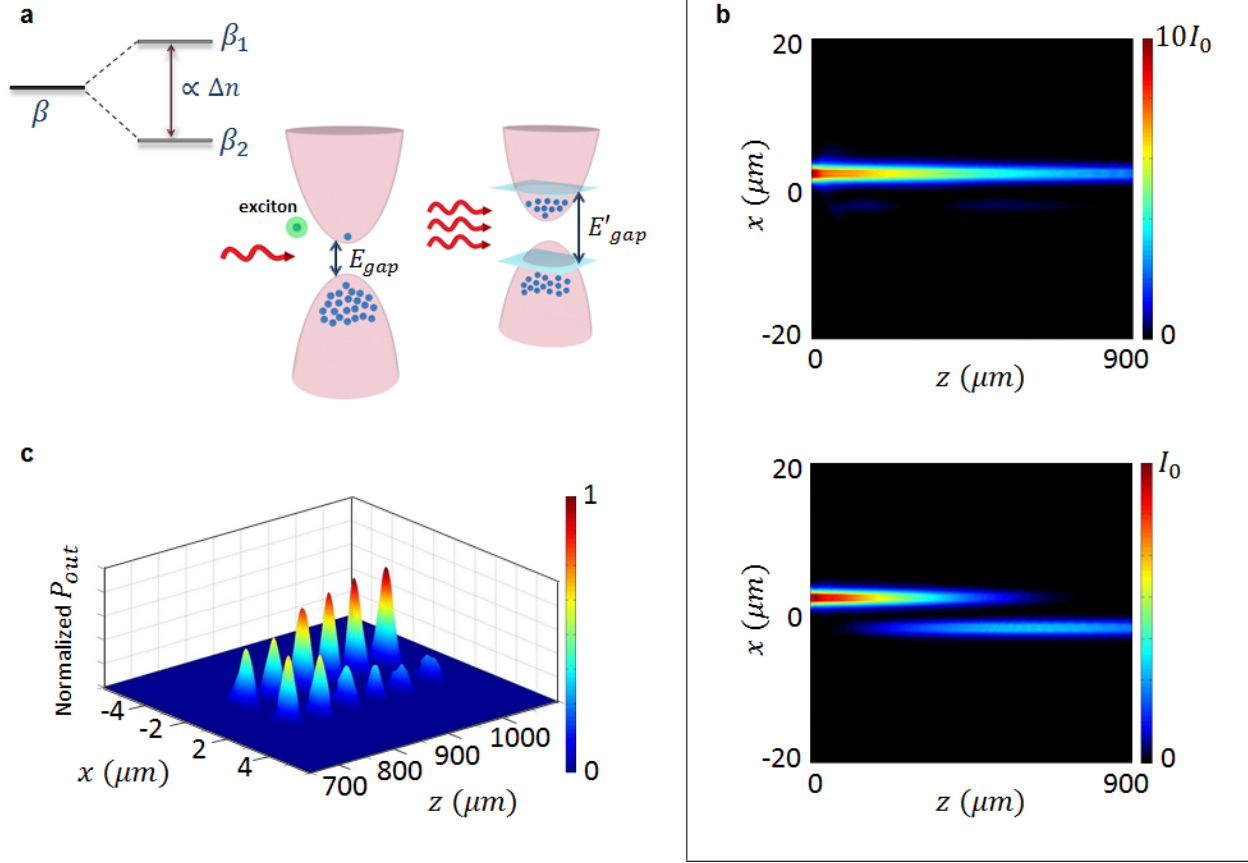 a
β₁
∝ Δn
β
β₂
exciton
E_gap
E'_gap
b
20
10I₀
x (μm)
0
-20
0
0
900
z (μm)
20
I₀
x (μm)
0
-20
0
0
900
z (μm)
c
1
Normalized P_out
0
-4
-2
2
4
x (μm)
700
800
900
1000
z (μm)